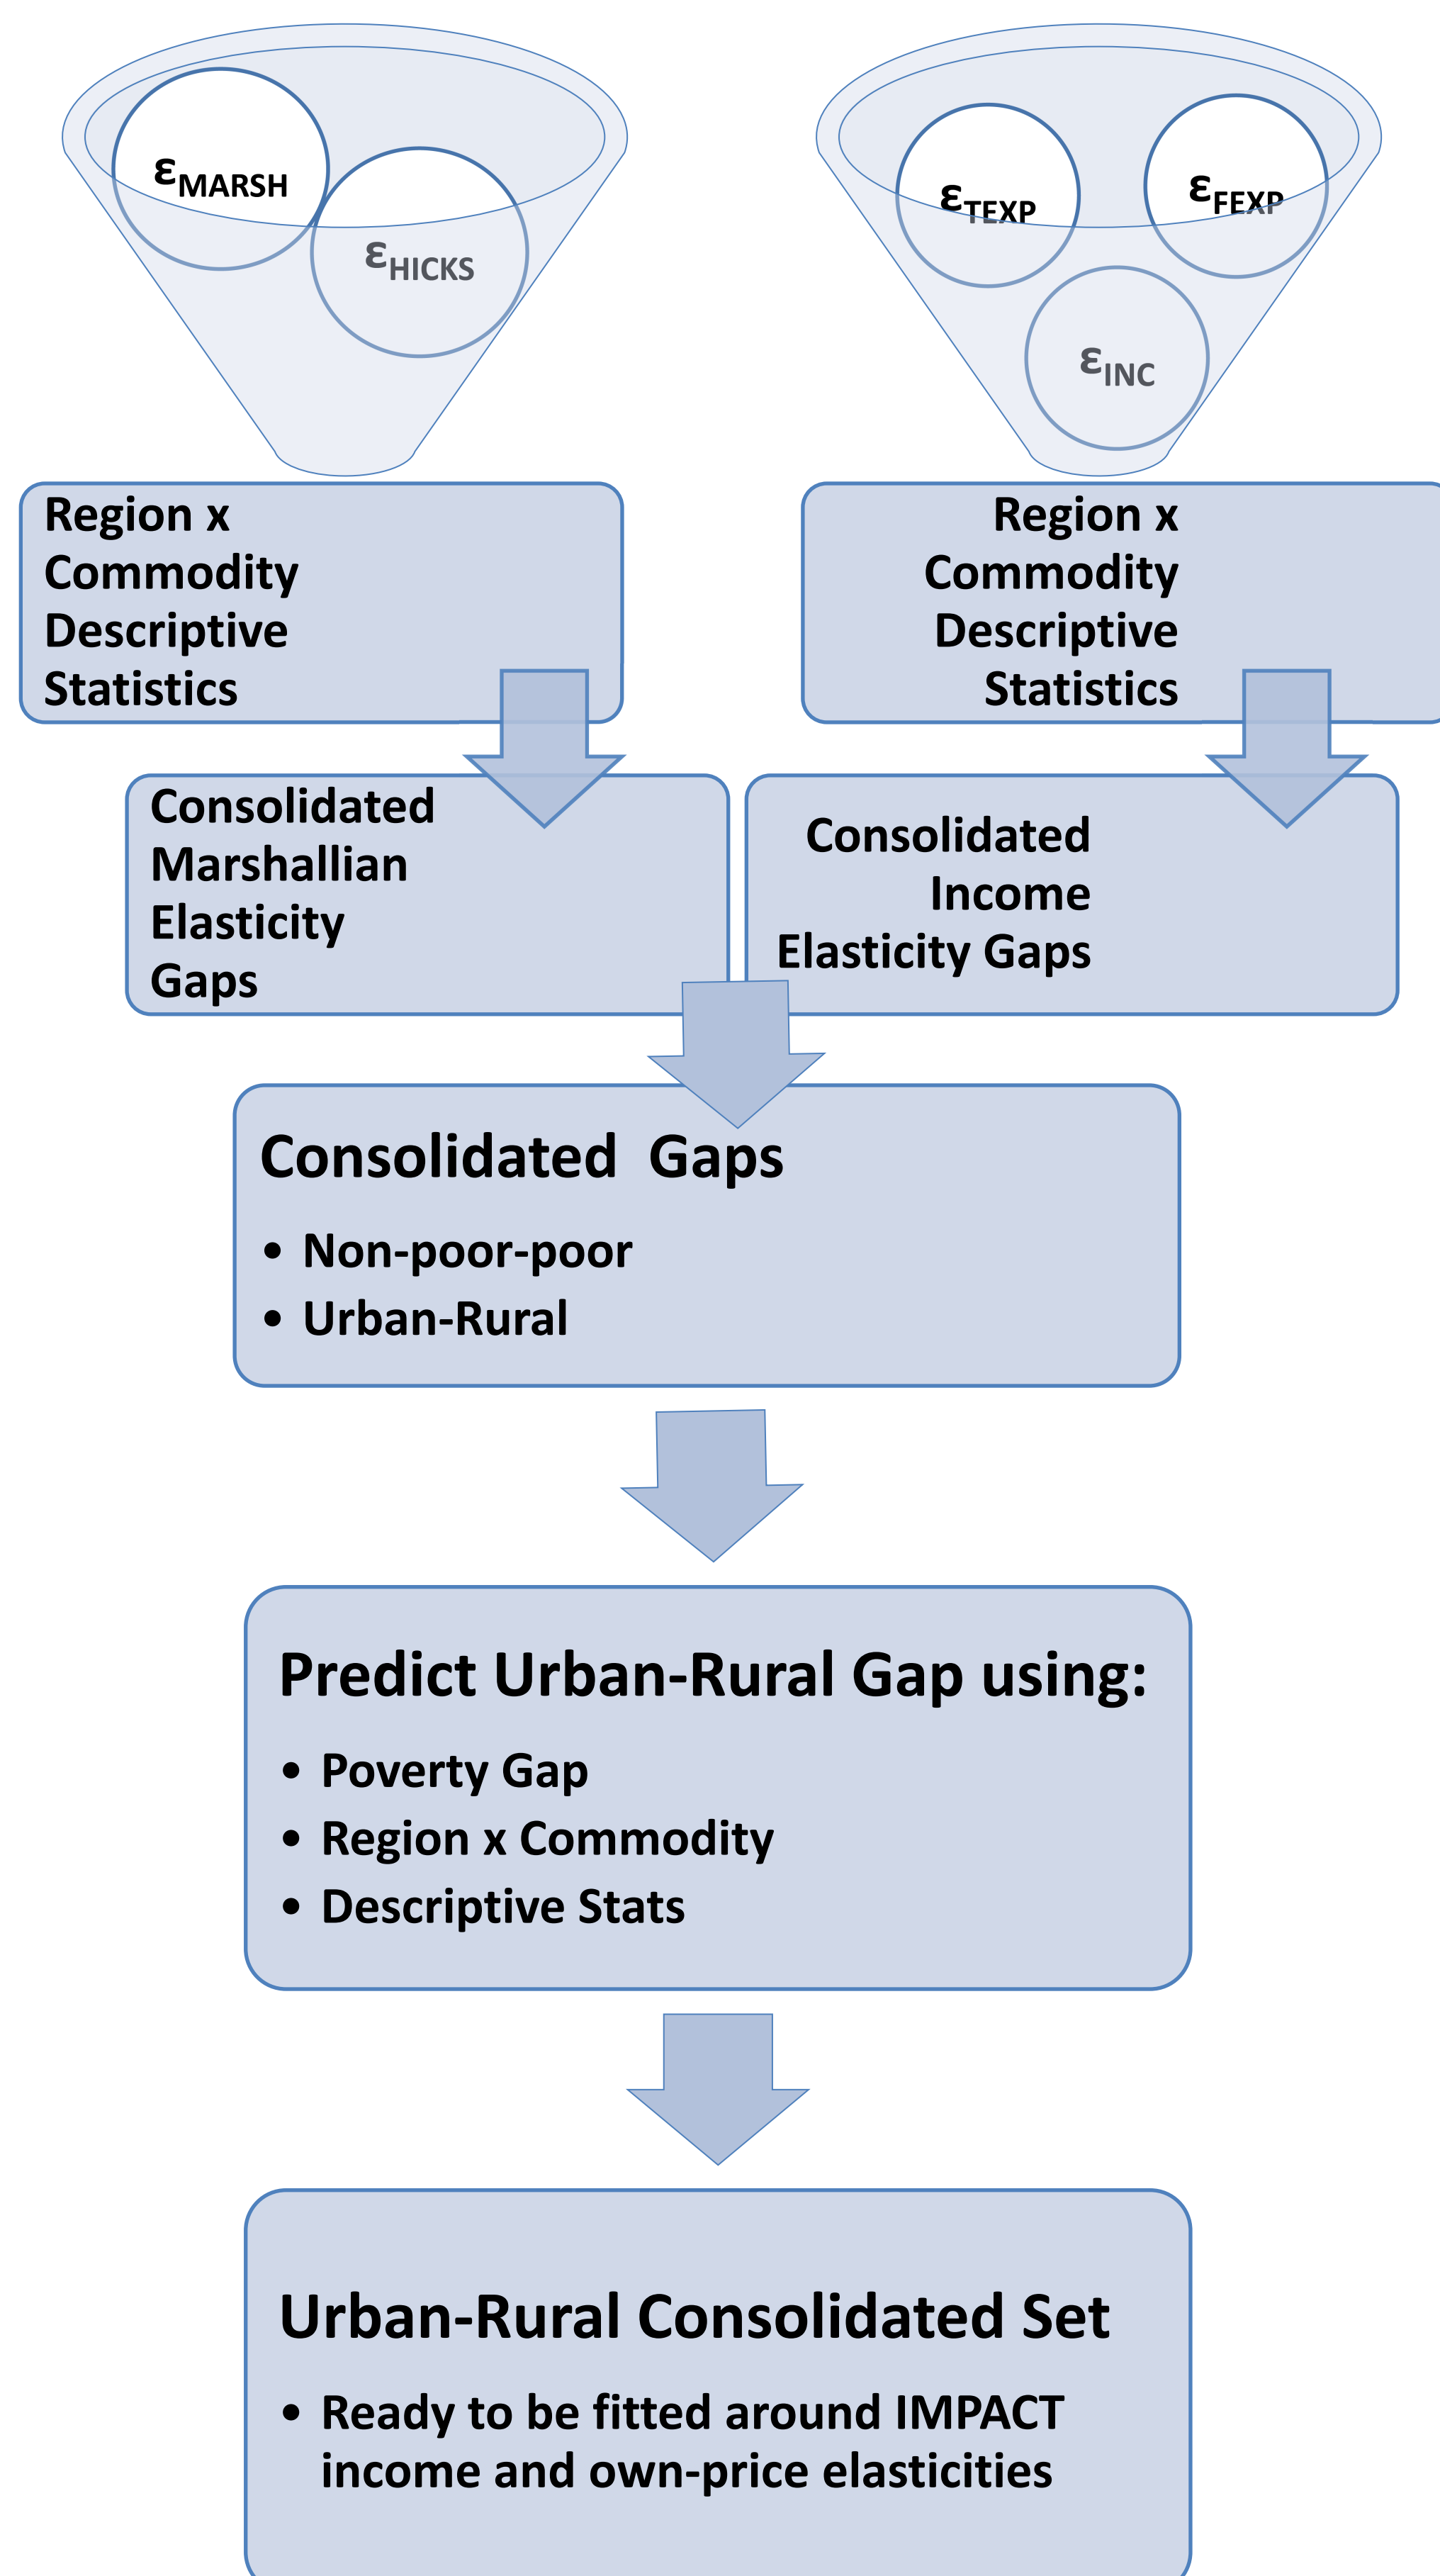 εMARSH
εHICKS
εTEXP
εFEXP
εINC
Region x
Commodity
Descriptive
Statistics
Region x
Commodity
Descriptive
Statistics
Consolidated
Marshallian
Elasticity
Gaps
Consolidated
Income
Elasticity Gaps
Consolidated  Gaps
• Non-poor-poor
• Urban-Rural
Predict Urban-Rural Gap using:
• Poverty Gap
• Region x Commodity
• Descriptive Stats
Urban-Rural Consolidated Set
• Ready to be fitted around IMPACT
income and own-price elasticities